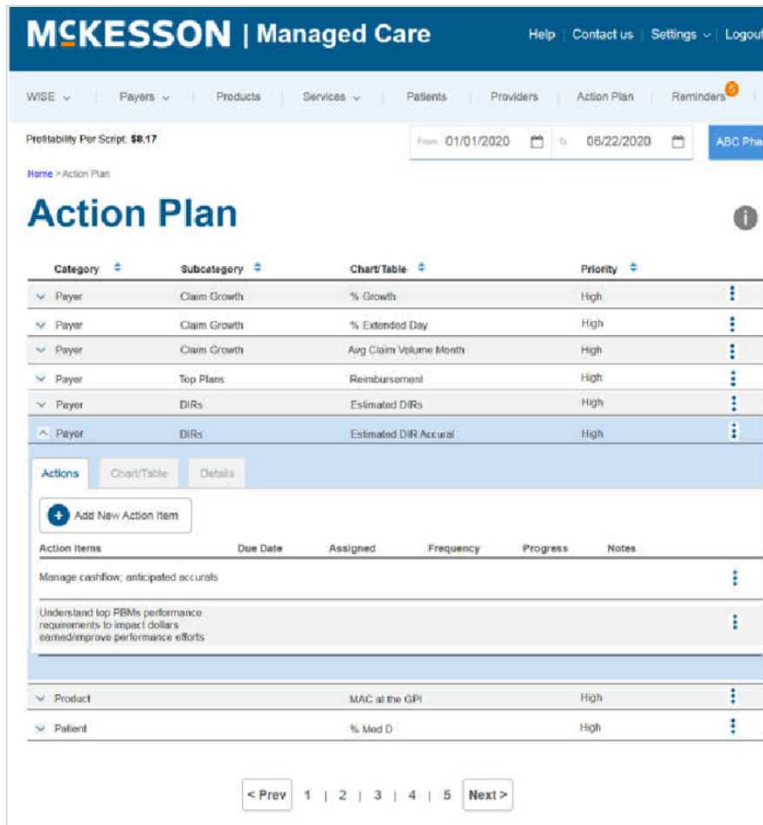 MCKESSON | Managed Care
Help | Contact us | Settings | Logout
WISE | Payers | Products | Services | Patients | Providers | Action Plan | Reminders 5
Profitability Per Script: $8.17
From 01/01/2020 To 06/22/2020 ABC Pha
Home > Action Plan
Action Plan
i
Category Subcategory Chart/Table Priority
Payer Claim Growth % Growth High
Payer Claim Growth % Extended Day High
Payer Claim Growth Avg Claim Volume Month High
Payer Top Plans Reimbursement High
Payer DIRs Estimated DIRs High
Payer DIRs Estimated DIR Accural High
Actions Chart/Table Details
+ Add New Action Item
Action Items Due Date Assigned Frequency Progress Notes
Manage cashflow; anticipated accurals
Understand top PBMs performance
requirements to impact dollars
earned/improve performance efforts
Product MAC at the GPI High
Patient % Med D High
< Prev 1 | 2 | 3 | 4 | 5 Next >